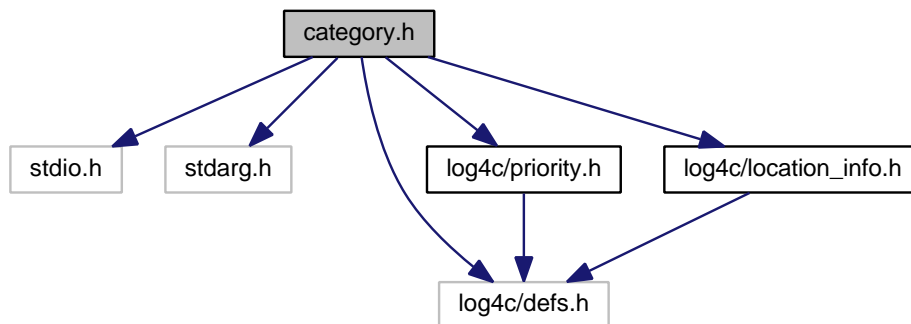 category.h
stdio.h
stdarg.h
log4c/priority.h
log4c/location_info.h
log4c/defs.h